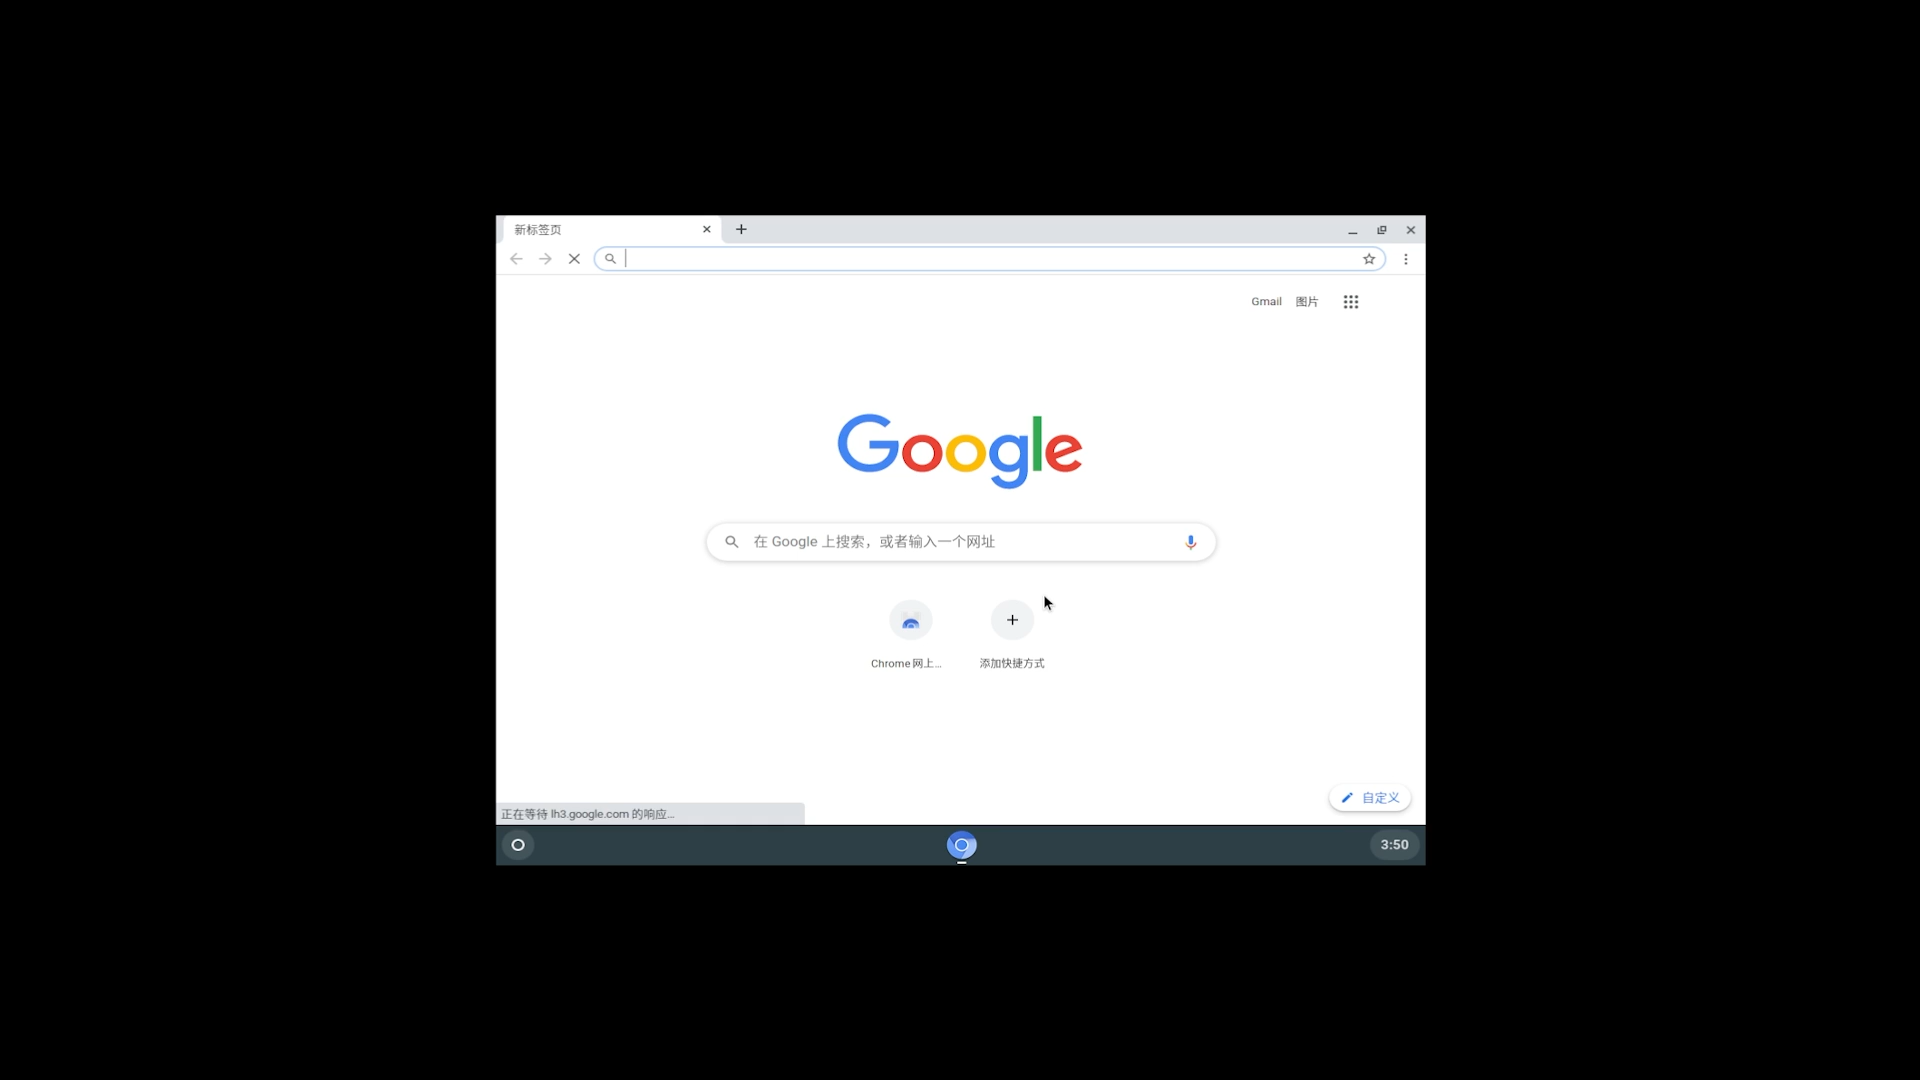 新标签页
Gmail 图片
Google
在 Google 上搜索，或者输入一个网址
Chrome 网上...
添加快捷方式
自定义
正在等待 lh3.google.com 的响应...
3:50